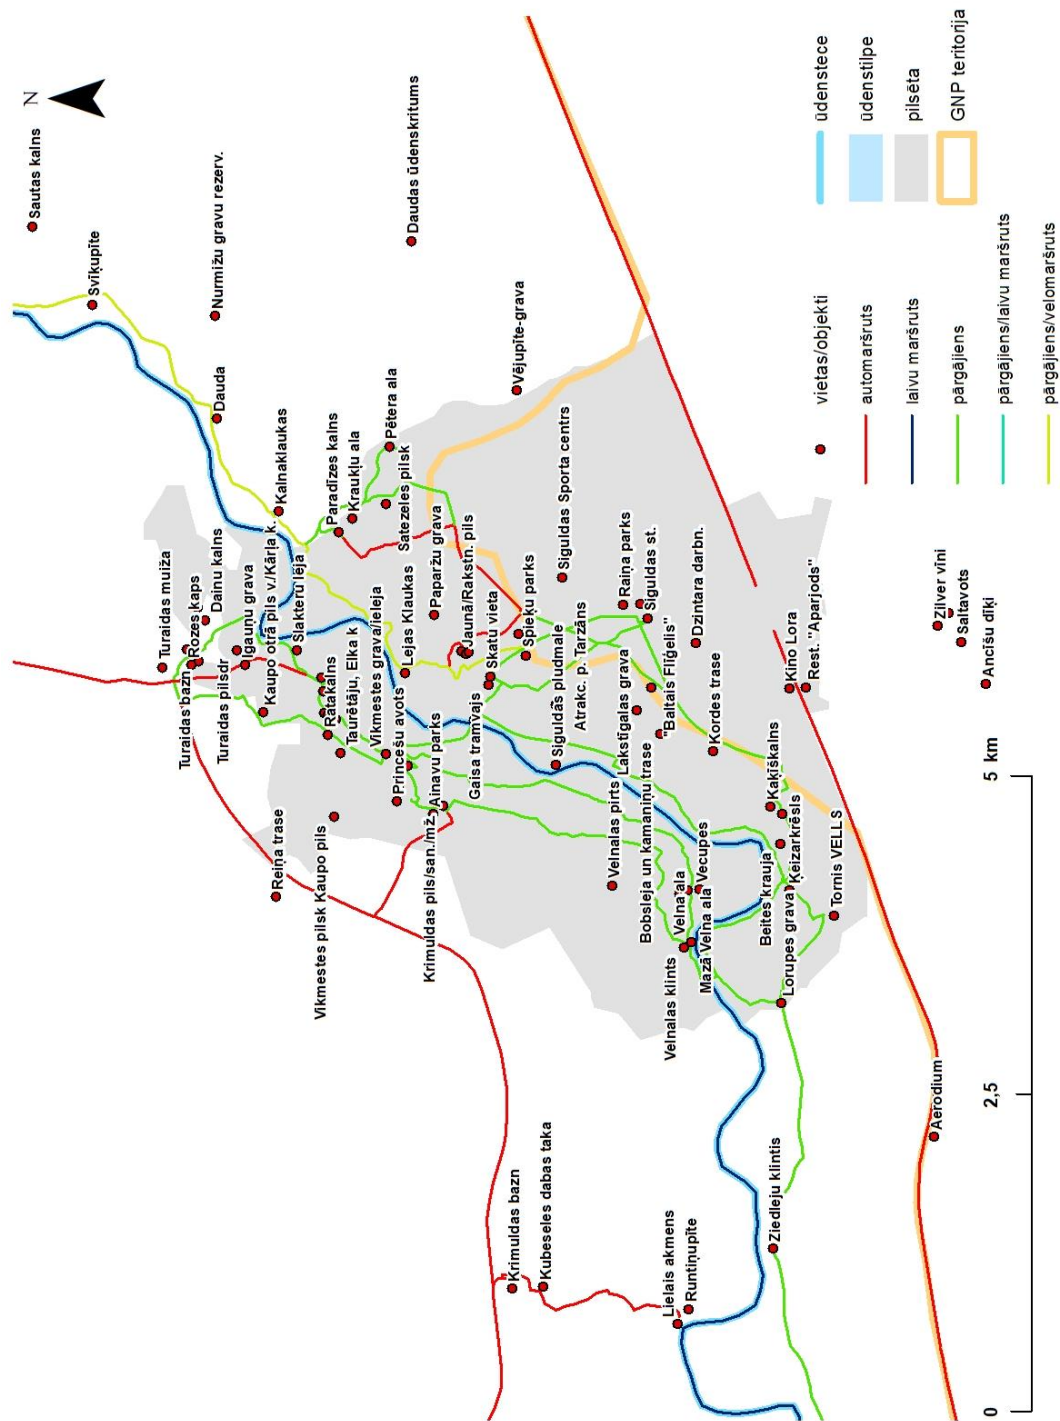 N
Sautas kalns
Svīķupīte
Nurmižu gravu rezerv.
Daudas ūdenskritums
Dauda
Kalnaklaukas
Vējupīte-grava
Pētera ala
Paradīzes kalns
Kraukļu ala
Satezeles pilsk
Turaidas muiža
Rozes kaps
Dainu kalns
Turaidas bazn
Turaidas pilsdr
Igauņu grava
Kaupo otrā pils v./Kārļa k.
Slakteru leja
Ratakalns
Taurētāju, Elka k
Vikmestes grava/ieleja
Lejas Klaukas
Paparžu grava
Jaunā/Rakstn. pils
Skatu vieta
Spieķu parks
Siguldas Sporta centrs
Princešu avots
Ainavu parks
Gaisa tramvajs
Siguldas pludmale
Atrakc. p. Tarzāns
Raiņa parks
Siguldas st.
Dzintara darbn.
Lakstīgalas grava
"Baltais Flīģelis"
Kordes trase
Kino Lora
Rest. "Aparjods"
Zilver vīni
Saltavots
Ančīšu dīķi
Reiņa trase
Vikmestes pilsk Kaupo pils
Krimuldas pils/san./mž.
Velnalas pirts
Bobsleja un kamaniņu trase
Velna ala
Vecupes
Mazā Velna ala
Velnalas klints
Kaķīškalns
Ķeizarkrēsls
Beites krauja
Lorupes grava
Tornis VELLS
Krimuldas bazn
Kubeseles dabas taka
Lielais akmens
Runtiņupīte
Ziedleju klintis
Aerodium
0
2,5
5 km
vietas/objekti
automaršruts
laivu maršruts
pārgājiens
pārgājiens/laivu maršruts
pārgājiens/velomaršruts
ūdenstece
ūdenstilpe
pilsēta
GNP teritorija